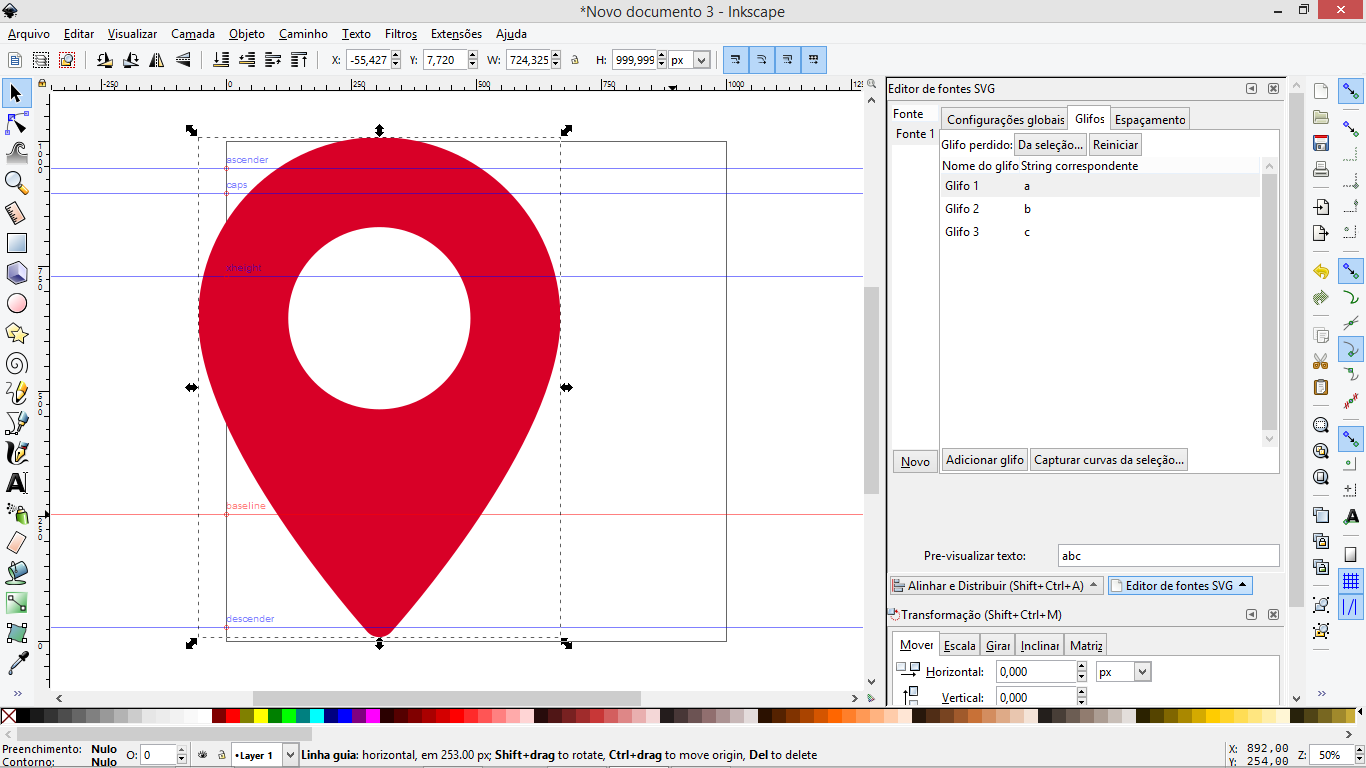 *Novo documento 3 - Inkscape
Arquivo Editar Visualizar Camada Objeto Caminho Texto Filtros Extensões Ajuda
X: -55,427 Y: 7,720 W: 724,325 H: 999,999 px
-250 0 250 500 750 1000 125
Editor de fontes SVG
Fonte
Fonte 1
Configurações globais Glifos Espaçamento
Glifo perdido: Da seleção... Reiniciar
Nome do glifo String correspondente
Glifo 1 a
Glifo 2 b
Glifo 3 c
ascender
caps
xheight
baseline
descender
1000
750
500
250
0
Novo Adicionar glifo Capturar curvas da seleção...
Pre-visualizar texto: abc
Alinhar e Distribuir (Shift+Ctrl+A) Editor de fontes SVG
Transformação (Shift+Ctrl+M)
Mover Escala Girar Inclinar Matriz
Horizontal: 0,000 px
Vertical: 0,000
Preenchimento: Nulo
Contorno: Nulo
O: 0 •Layer 1 Linha guia: horizontal, em 253.00 px; Shift+drag to rotate, Ctrl+drag to move origin, Del to delete
X: 892,00
Y: 254,00
Z: 50%